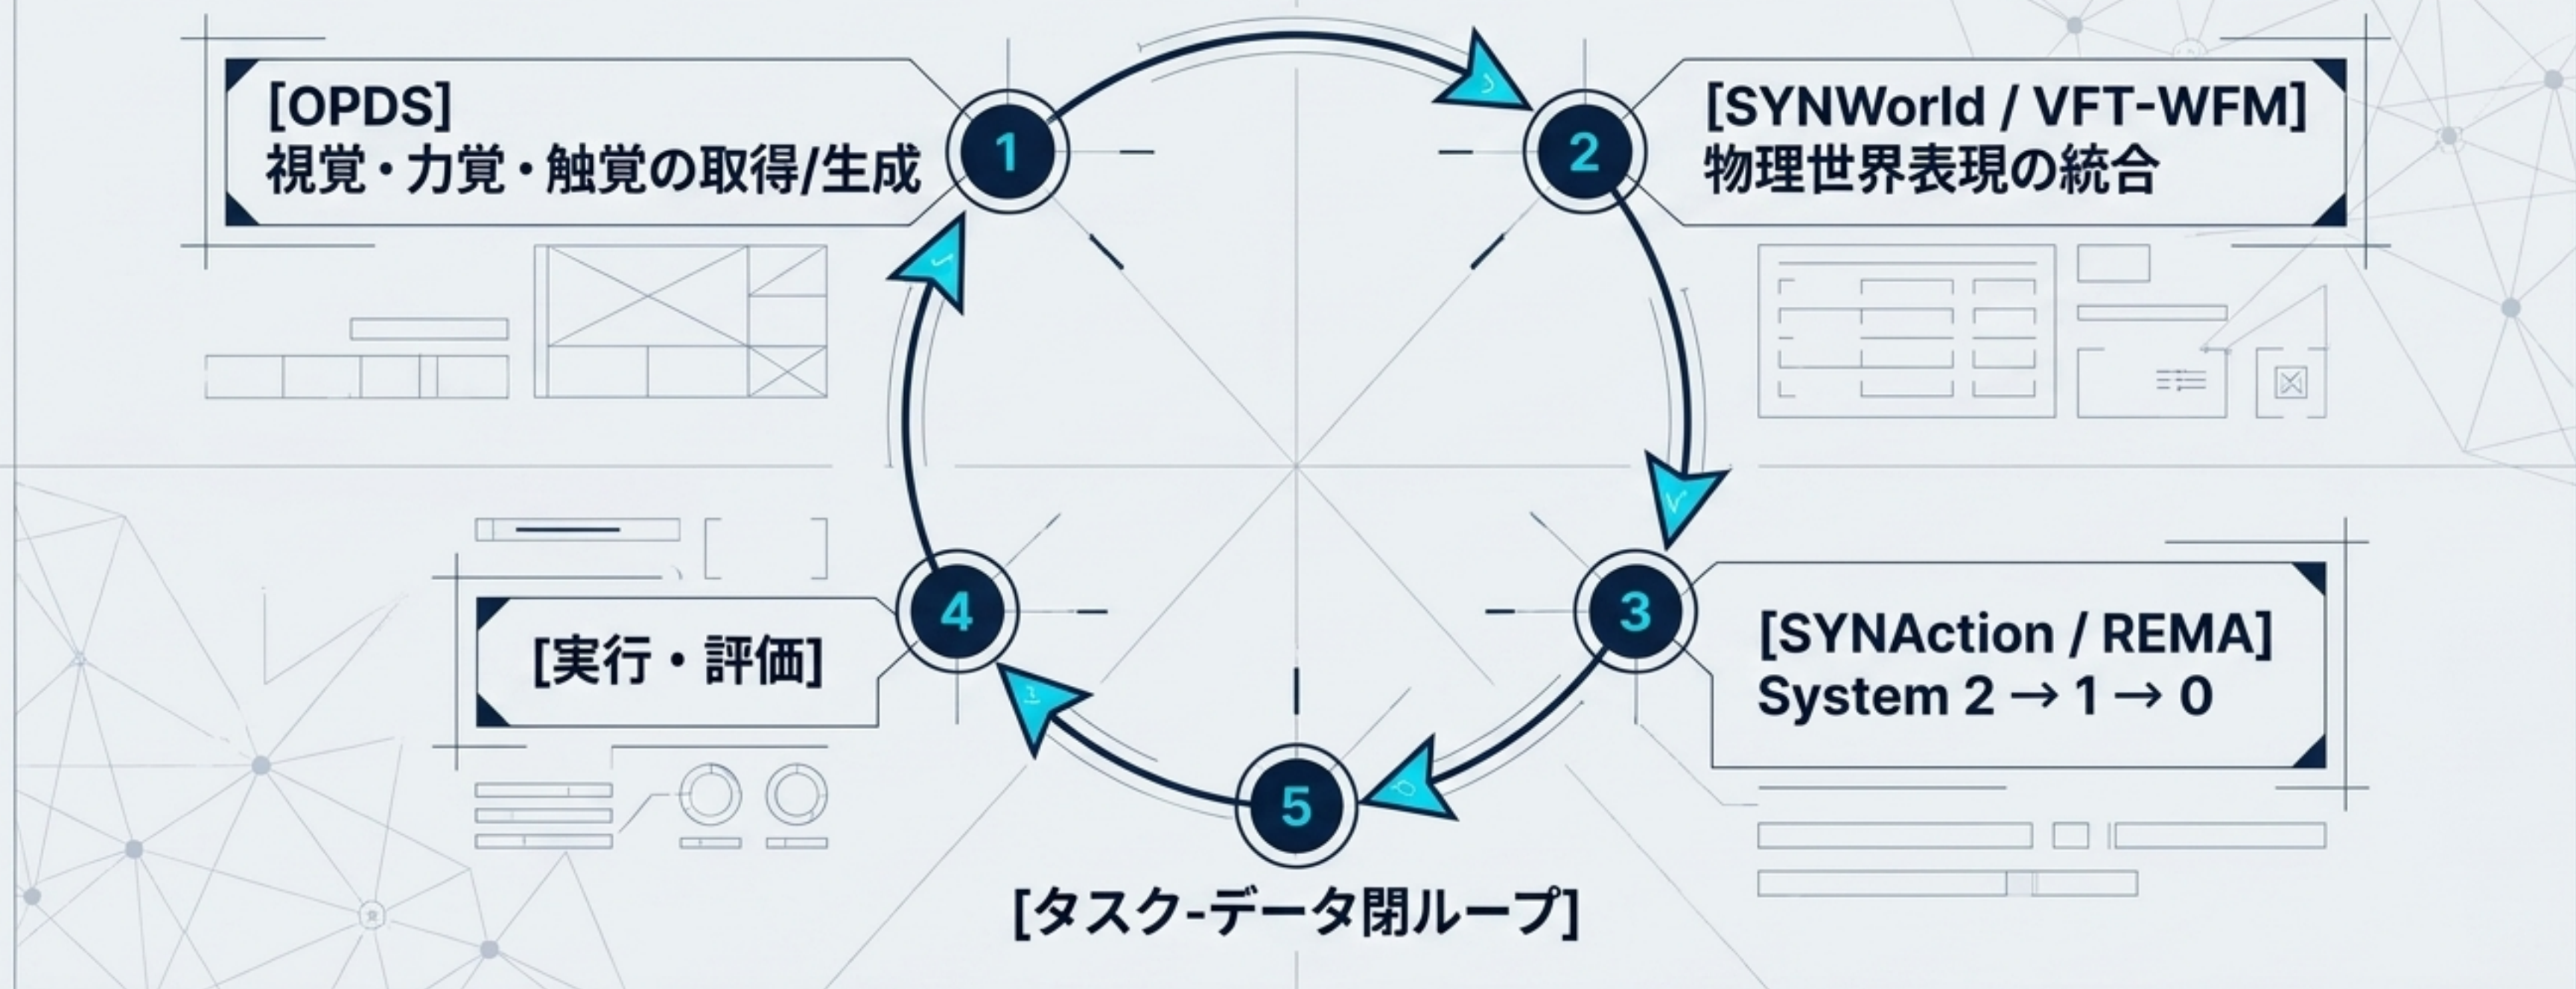 [OPDS]
視覚・力覚・触覚の取得/生成
1
2
[SYNWorld / VFT-WFM]
物理世界表現の統合
4
[実行・評価]
3
[SYNAction / REMA]
System 2 → 1 → 0
5
[タスク-データ閉ループ]